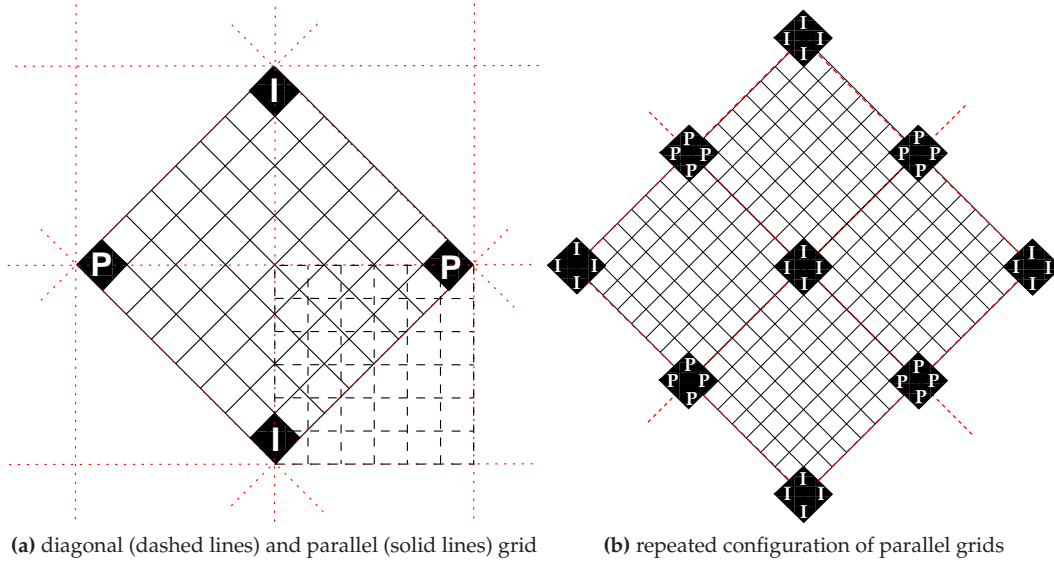 I
P P
I
I
I I
I
P
P P
P
P
P P
P
I
I I
I
I
I I
I
I
I I
I
P
P P
P
P
P P
P
I
I I
I
(a) diagonal (dashed lines) and parallel (solid lines) grid
(b) repeated configuration of parallel grids